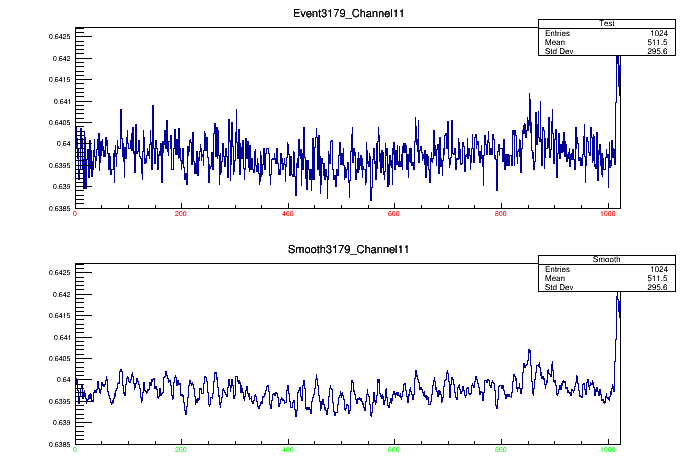 Event3179_Channel11
Test
Entries 1024
Mean 511.5
Std Dev 295.6
0.6425
0.642
0.6415
0.641
0.6405
0.64
0.6395
0.639
0.6385
0 200 400 600 800 1000
Smooth3179_Channel11
Smooth
Entries 1024
Mean 511.5
Std Dev 295.6
0.6425
0.642
0.6415
0.641
0.6405
0.64
0.6395
0.639
0.6385
0 200 400 600 800 1000